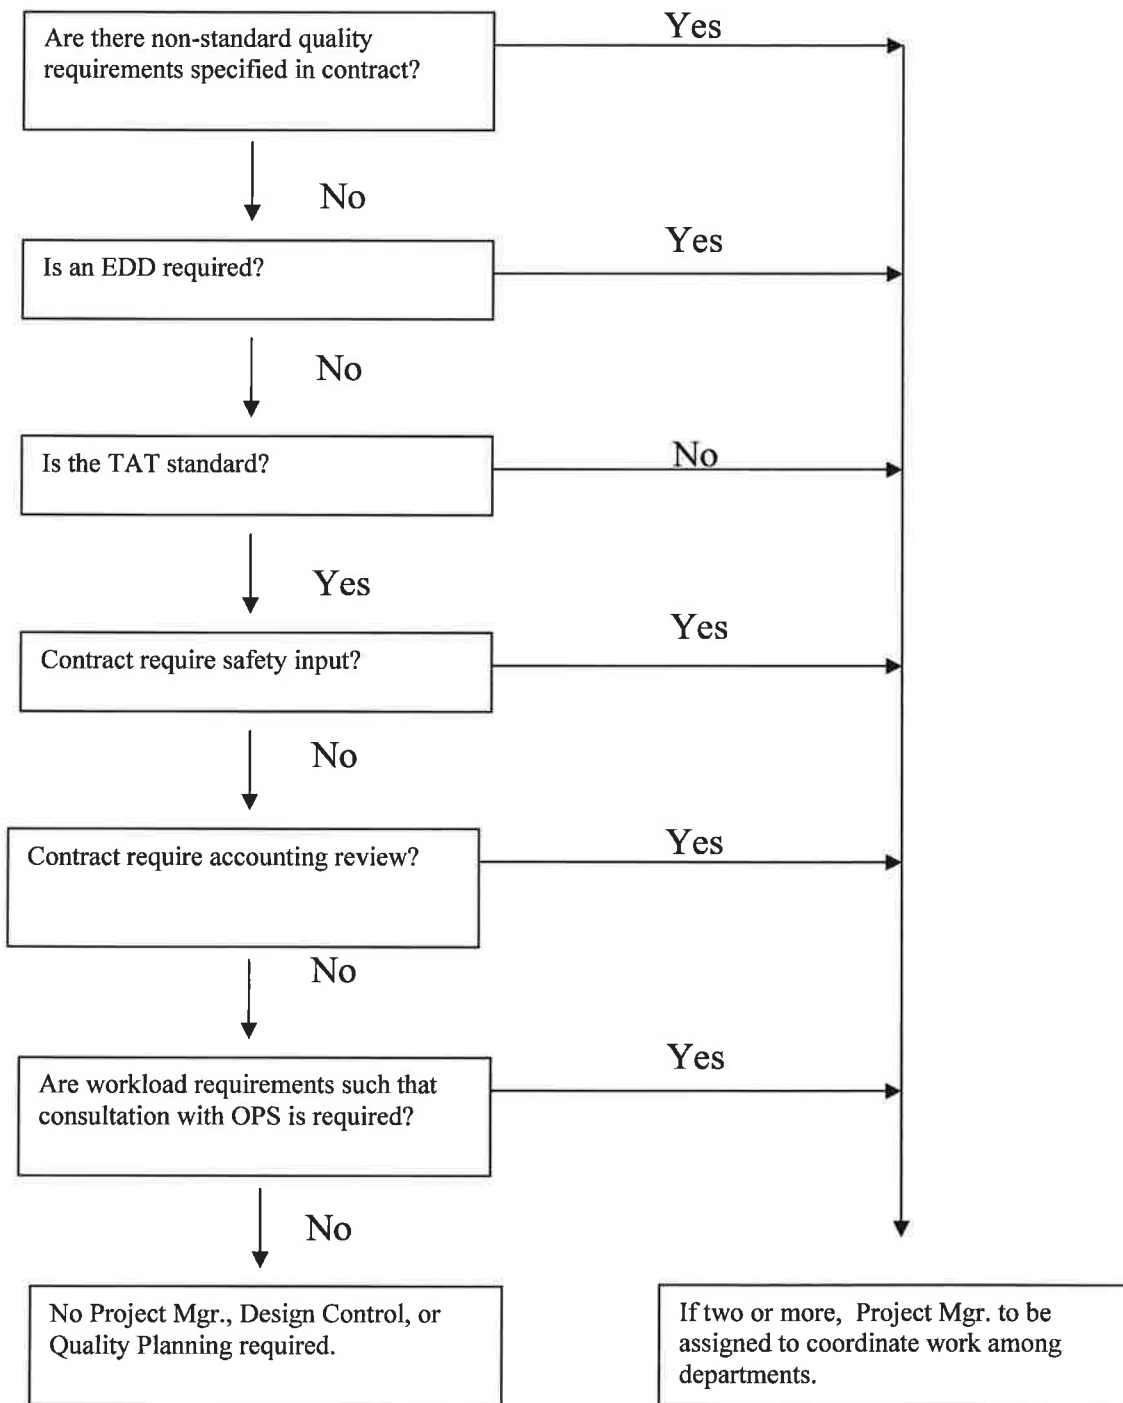 Are there non-standard quality
requirements specified in contract?
Yes
No
Is an EDD required?
Yes
No
Is the TAT standard?
No
Yes
Contract require safety input?
Yes
No
Contract require accounting review?
Yes
No
Are workload requirements such that
consultation with OPS is required?
Yes
No
No Project Mgr., Design Control, or
Quality Planning required.
If two or more, Project Mgr. to be
assigned to coordinate work among
departments.